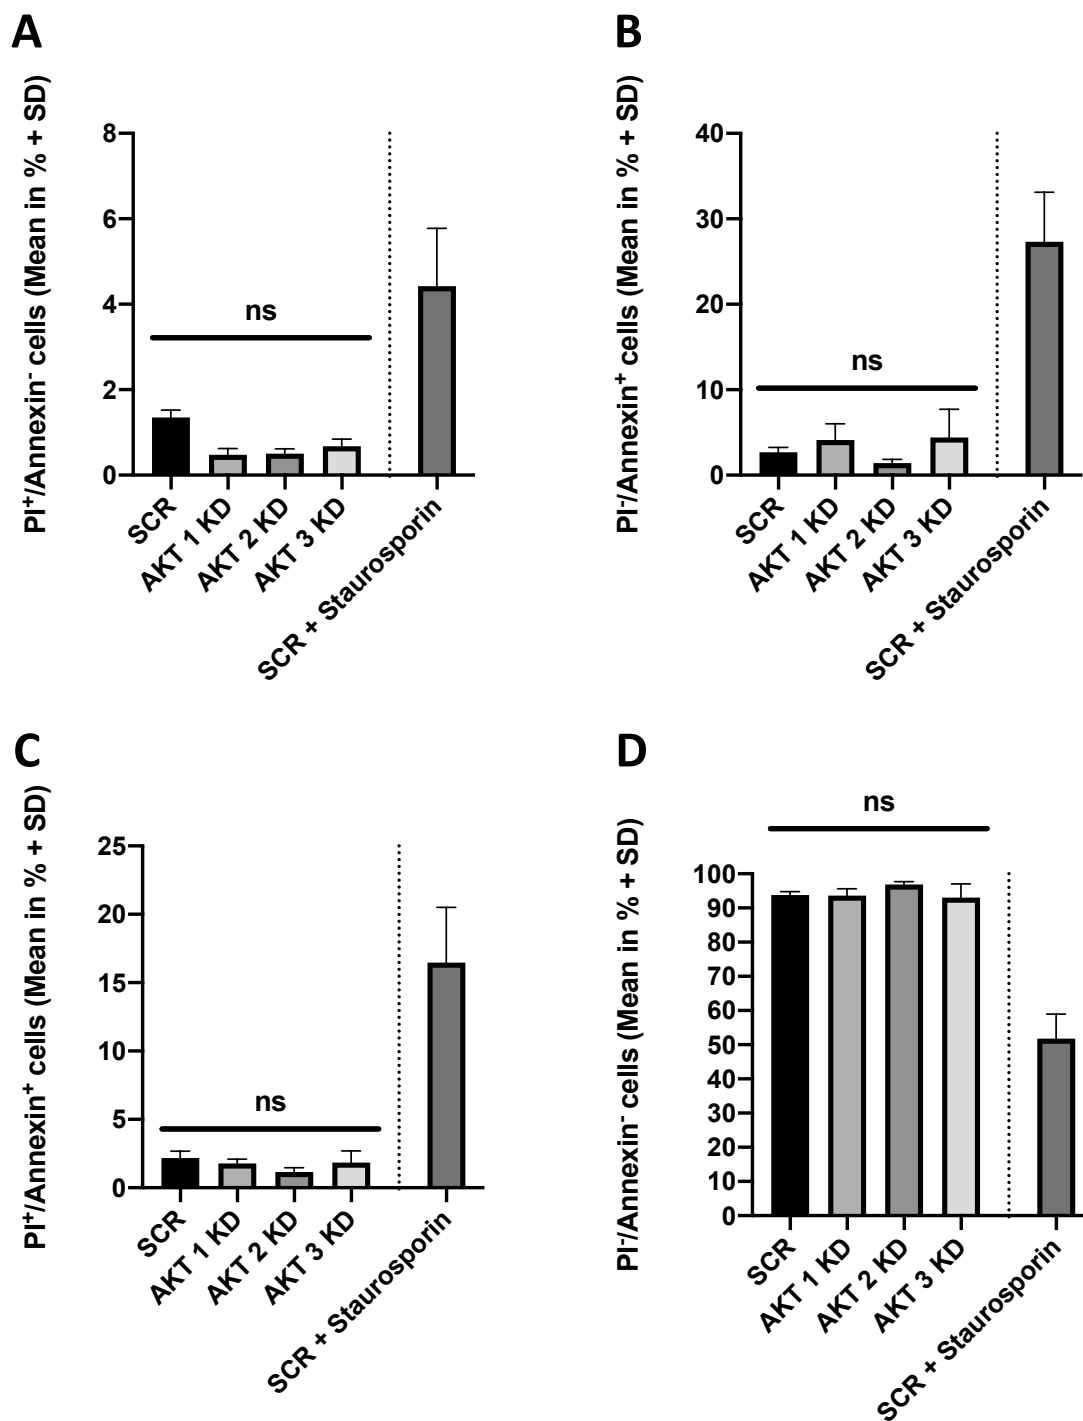 A
PI⁺/Annexin⁻ cells (Mean in % + SD)
8
6
4
2
0
ns
SCR
AKT 1 KD
AKT 2 KD
AKT 3 KD
SCR + Staurosporin
B
PI⁻/Annexin⁺ cells (Mean in % + SD)
40
30
20
10
0
ns
SCR
AKT 1 KD
AKT 2 KD
AKT 3 KD
SCR + Staurosporin
C
PI⁺/Annexin⁺ cells (Mean in % + SD)
25
20
15
10
5
0
ns
SCR
AKT 1 KD
AKT 2 KD
AKT 3 KD
SCR + Staurosporin
D
PI⁻/Annexin⁻ cells (Mean in % + SD)
ns
100
90
80
70
60
50
40
30
20
10
0
SCR
AKT 1 KD
AKT 2 KD
AKT 3 KD
SCR + Staurosporin